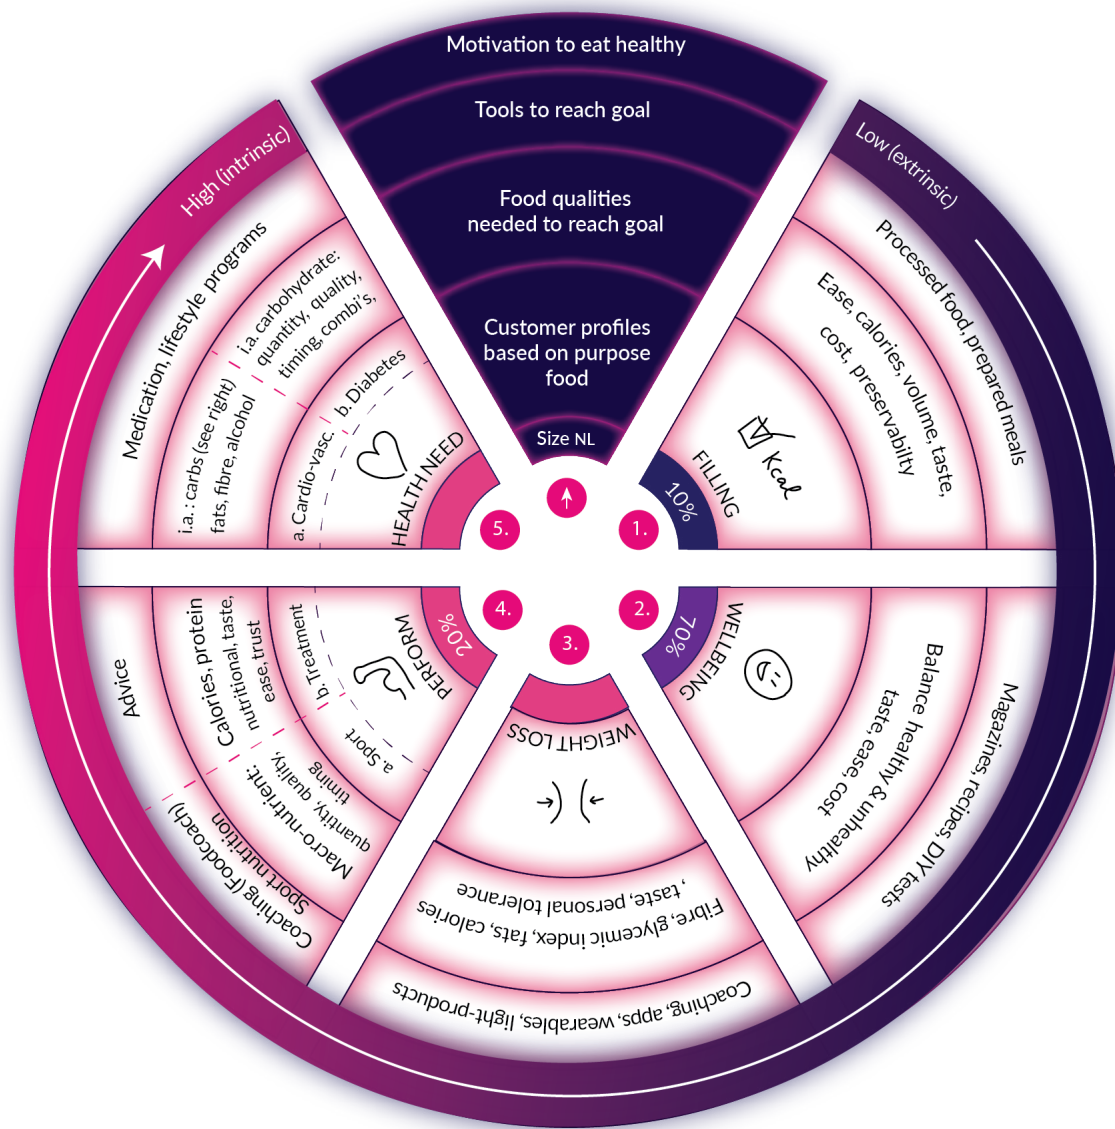 Motivation to eat healthy
Tools to reach goal
Food qualities
needed to reach goal
Customer profiles
based on purpose
food
Size NL
Low (extrinsic)
Processed food, prepared meals
Ease, calories, volume, taste,
cost, preservabilty
Kcal
FILLING
10%
1.
Magazines, recipes, DIY tests
Balance healthy & unhealthy
taste, ease, cost
WELLBEING
70%
2.
Coaching, apps, wearables, light-products
Fibre, glycemic index, fats, calories
, taste, personal tolerance
WEIGHT LOSS
3.
Advice
Coaching (Foodcoach)
Sport nutrition
Calories, protein
nutritional, taste,
ease, trust
Macro-nutrient:
quantity, quality,
timing
b. Treatment
a. Sport
PERFORM
20%
4.
High (intrinsic)
Medication, lifestyle programs
i.a. carbohydrate:
quantity, quality,
timing, combi's,
i.a. : carbs (see right)
fats, fibre, alcohol
b. Diabetes
a. Cardio-vasc.
HEALTH NEED
5.